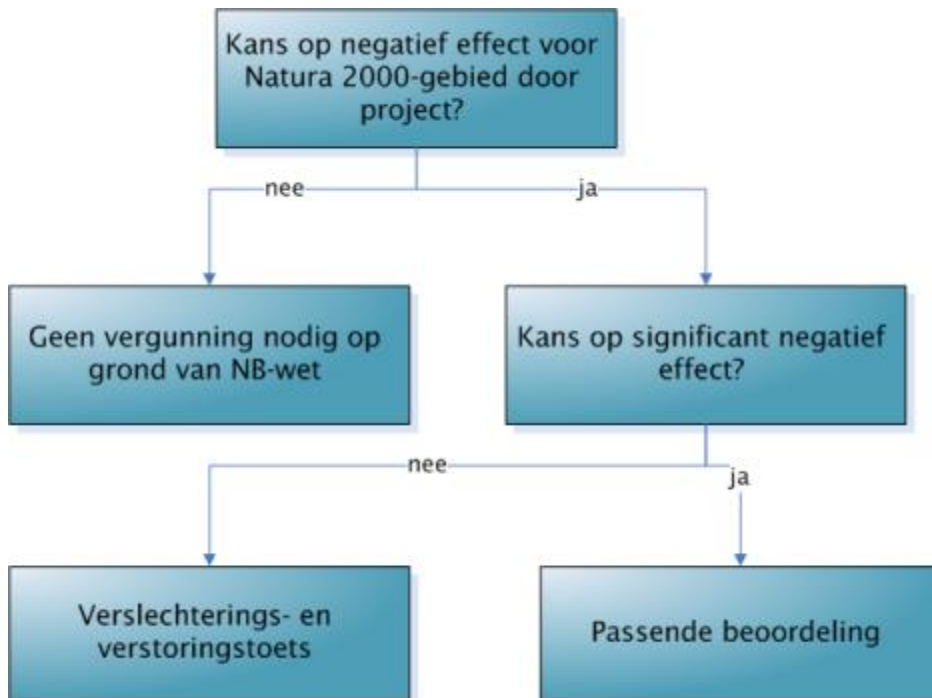 Kans op negatief effect voor
Natura 2000-gebied door
project?
nee
ja
Geen vergunning nodig op
grond van NB-wet
Kans op significant negatief
effect?
nee
ja
Verslechterings- en
verstoringstoets
Passende beoordeling